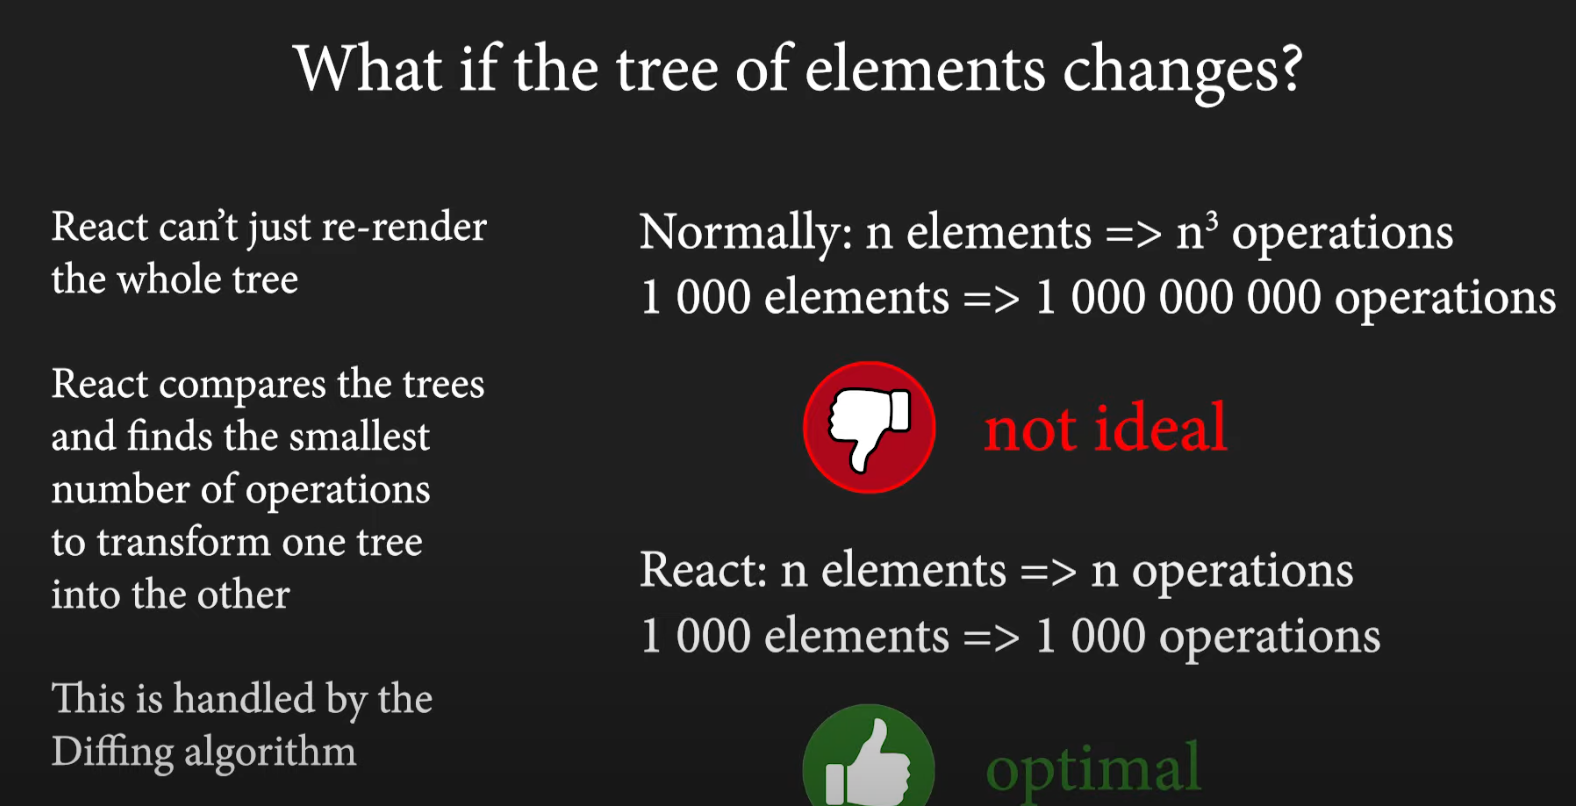 What if the tree of elements changes?
React can’t just re-render
the whole tree
React compares the trees
and finds the smallest
number of operations
to transform one tree
into the other
This is handled by the
Diffing algorithm
Normally: n elements => n³ operations
1 000 elements => 1 000 000 000 operations
not ideal
React: n elements => n operations
1 000 elements => 1 000 operations
optimal